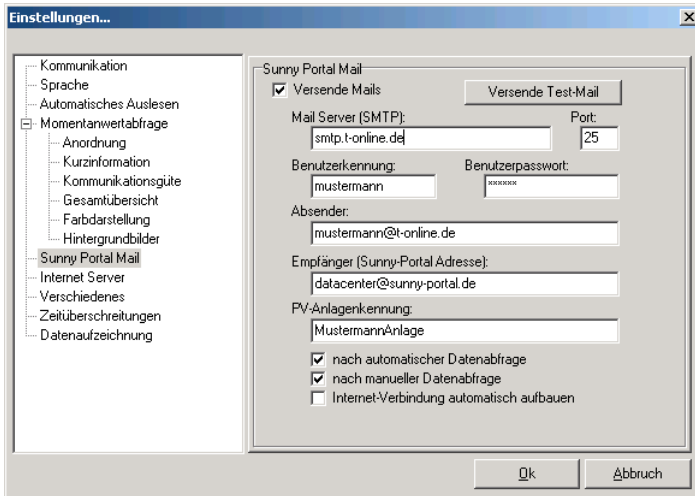 Einstellungen...
Kommunikation
Sprache
Automatisches Auslesen
Momentanwertabfrage
Anordnung
Kurzinformation
Kommunikationsgüte
Gesamtübersicht
Farbdarstellung
Hintergrundbilder
Sunny Portal Mail
Internet Server
Verschiedenes
Zeitüberschreitungen
Datenaufzeichnung
Sunny Portal Mail
Versende Mails
Versende Test-Mail
Mail Server (SMTP): Port:
smtp.t-online.de 25
Benutzerkennung: Benutzerpasswort:
mustermann ******
Absender:
mustermann@t-online.de
Empfänger (Sunny-Portal Adresse):
datacenter@sunny-portal.de
PV-Anlagenkennung:
MustermannAnlage
nach automatischer Datenabfrage
nach manueller Datenabfrage
Internet-Verbindung automatisch aufbauen
Ok Abbruch